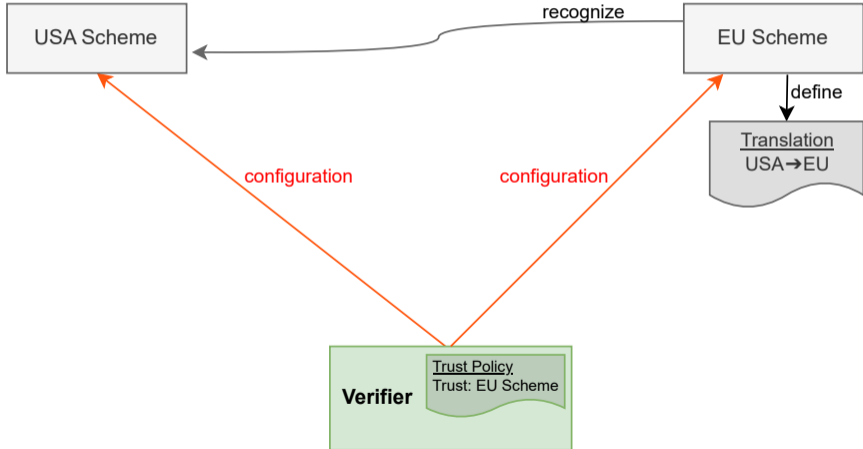 recognize
USA Scheme
EU Scheme
define
Translation
USA➔EU
configuration
configuration
Trust Policy
Trust: EU Scheme
Verifier